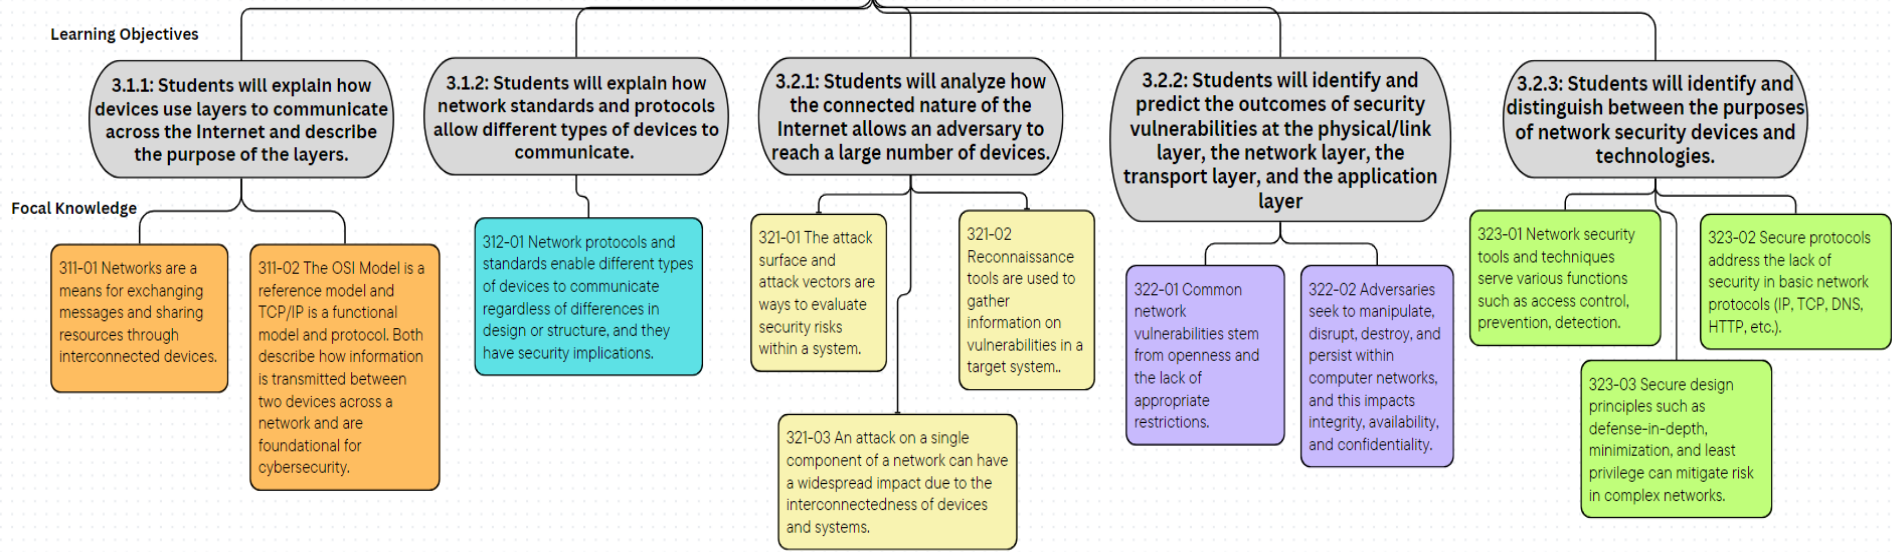 Learning Objectives
3.1.1: Students will explain how
devices use layers to communicate
across the Internet and describe
the purpose of the layers.
3.1.2: Students will explain how
network standards and protocols
allow different types of devices to
communicate.
3.2.1: Students will analyze how
the connected nature of the
Internet allows an adversary to
reach a large number of devices.
3.2.2: Students will identify and
predict the outcomes of security
vulnerabilities at the physical/link
layer, the network layer, the
transport layer, and the application
layer
3.2.3: Students will identify and
distinguish between the purposes
of network security devices and
technologies.
Focal Knowledge
311-01 Networks are a
means for exchanging
messages and sharing
resources through
interconnected devices.
311-02 The OSI Model is a
reference model and
TCP/IP is a functional
model and protocol. Both
describe how information
is transmitted between
two devices across a
network and are
foundational for
cybersecurity.
312-01 Network protocols and
standards enable different types
of devices to communicate
regardless of differences in
design or structure, and they
have security implications.
321-01 The attack
surface and
attack vectors are
ways to evaluate
security risks
within a system.
321-02
Reconnaissance
tools are used to
gather
information on
vulnerabilities in a
target system..
321-03 An attack on a single
component of a network can have
a widespread impact due to the
interconnectedness of devices
and systems.
322-01 Common
network
vulnerabilities stem
from openness and
the lack of
appropriate
restrictions.
322-02 Adversaries
seek to manipulate,
disrupt, destroy, and
persist within
computer networks,
and this impacts
integrity, availability,
and confidentiality.
323-01 Network security
tools and techniques
serve various functions
such as access control,
prevention, detection.
323-02 Secure protocols
address the lack of
security in basic network
protocols (IP, TCP, DNS,
HTTP, etc.).
323-03 Secure design
principles such as
defense-in-depth,
minimization, and least
privilege can mitigate risk
in complex networks.